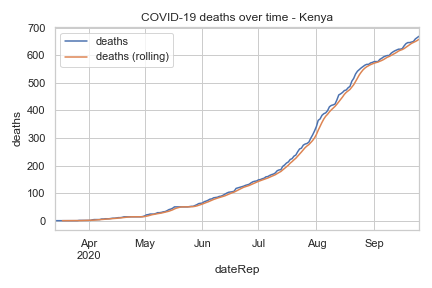 COVID-19 deaths over time - Kenya
deaths
deaths (rolling)
700
600
500
400
300
200
100
0
deaths
Apr
2020
May
Jun
Jul
Aug
Sep
dateRep